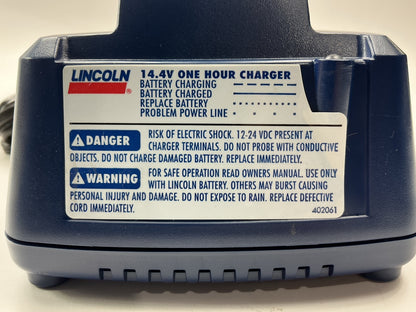 LINCOLN® 14.4V ONE HOUR CHARGER
BATTERY CHARGING
BATTERY CHARGED
REPLACE BATTERY
PROBLEM POWER LINE
DANGER RISK OF ELECTRIC SHOCK. 12-24 VDC PRESENT AT
CHARGER TERMINALS. DO NOT PROBE WITH CONDUCTIVE
OBJECTS. DO NOT CHARGE DAMAGED BATTERY. REPLACE IMMEDIATELY.
WARNING FOR SAFE OPERATION READ OWNERS MANUAL. USE ONLY
WITH LINCOLN BATTERY. OTHERS MAY BURST CAUSING
PERSONAL INJURY AND DAMAGE. DO NOT EXPOSE TO RAIN. REPLACE DEFECTIVE
CORD IMMEDIATELY.
402061